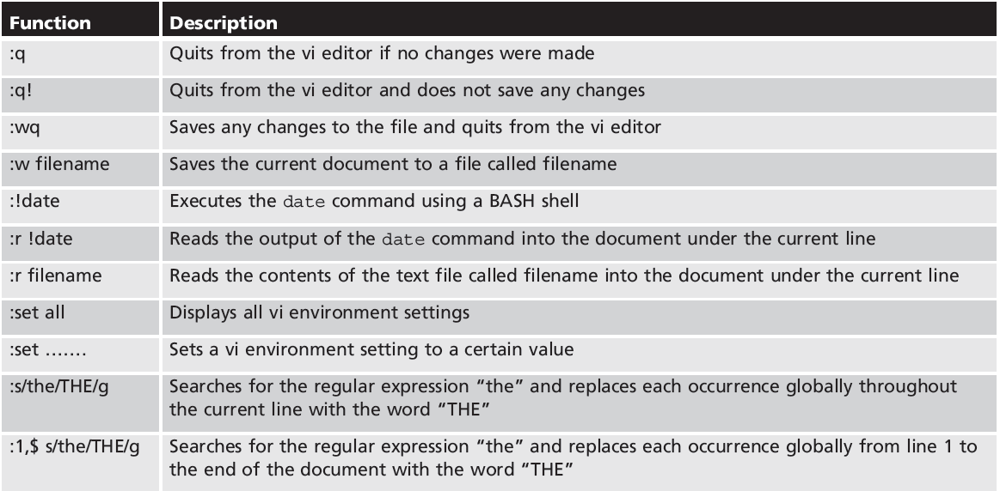 Function Description
:q Quits from the vi editor if no changes were made
:q! Quits from the vi editor and does not save any changes
:wq Saves any changes to the file and quits from the vi editor
:w filename Saves the current document to a file called filename
:!date Executes the date command using a BASH shell
:r !date Reads the output of the date command into the document under the current line
:r filename Reads the contents of the text file called filename into the document under the current line
:set all Displays all vi environment settings
:set ....... Sets a vi environment setting to a certain value
:s/the/THE/g Searches for the regular expression “the” and replaces each occurrence globally throughout
the current line with the word “THE”
:1,$ s/the/THE/g Searches for the regular expression “the” and replaces each occurrence globally from line 1 to
the end of the document with the word “THE”